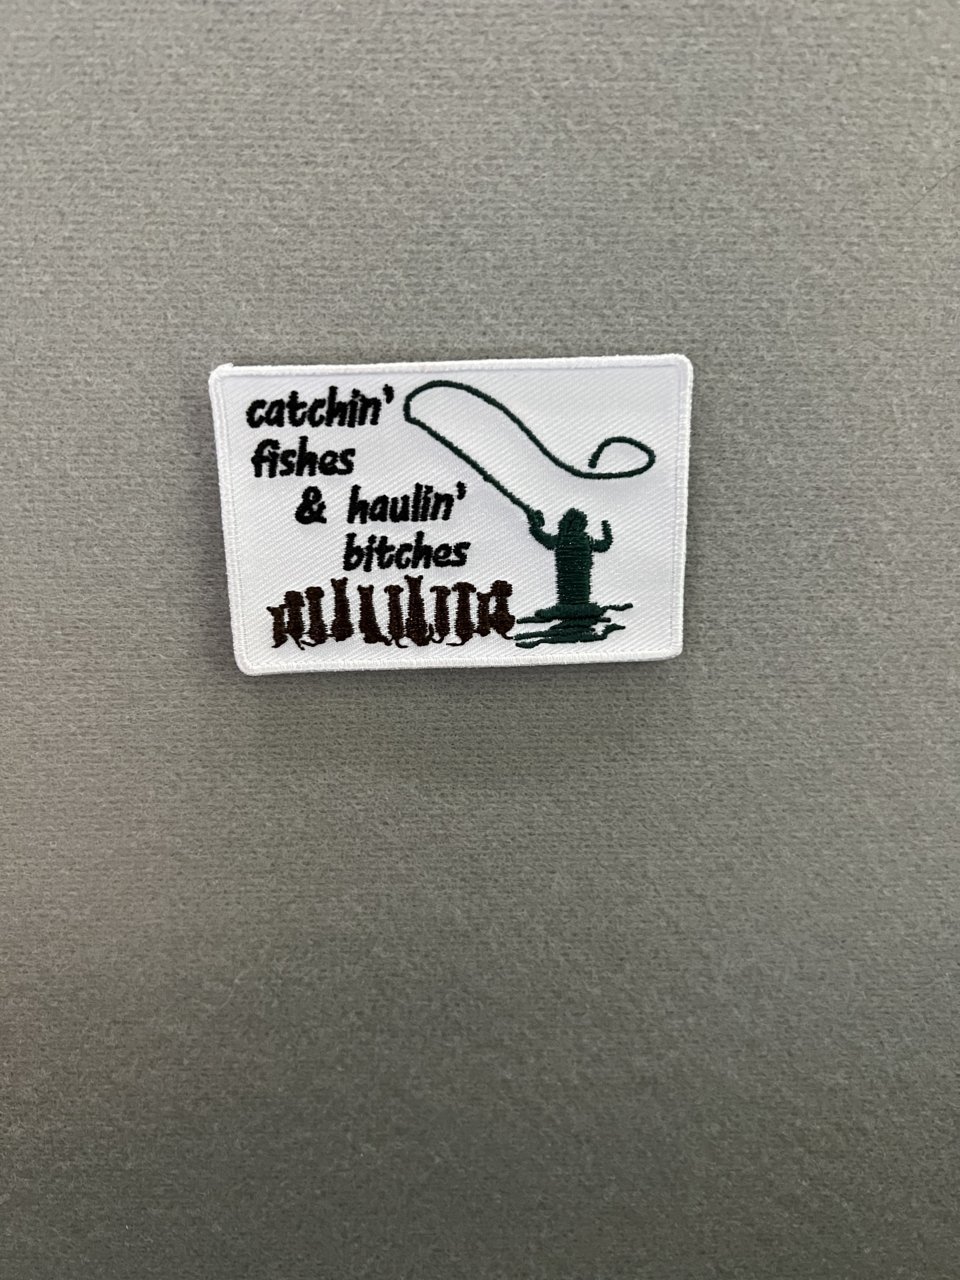 catchin'
fishes
& haulin'
bitches